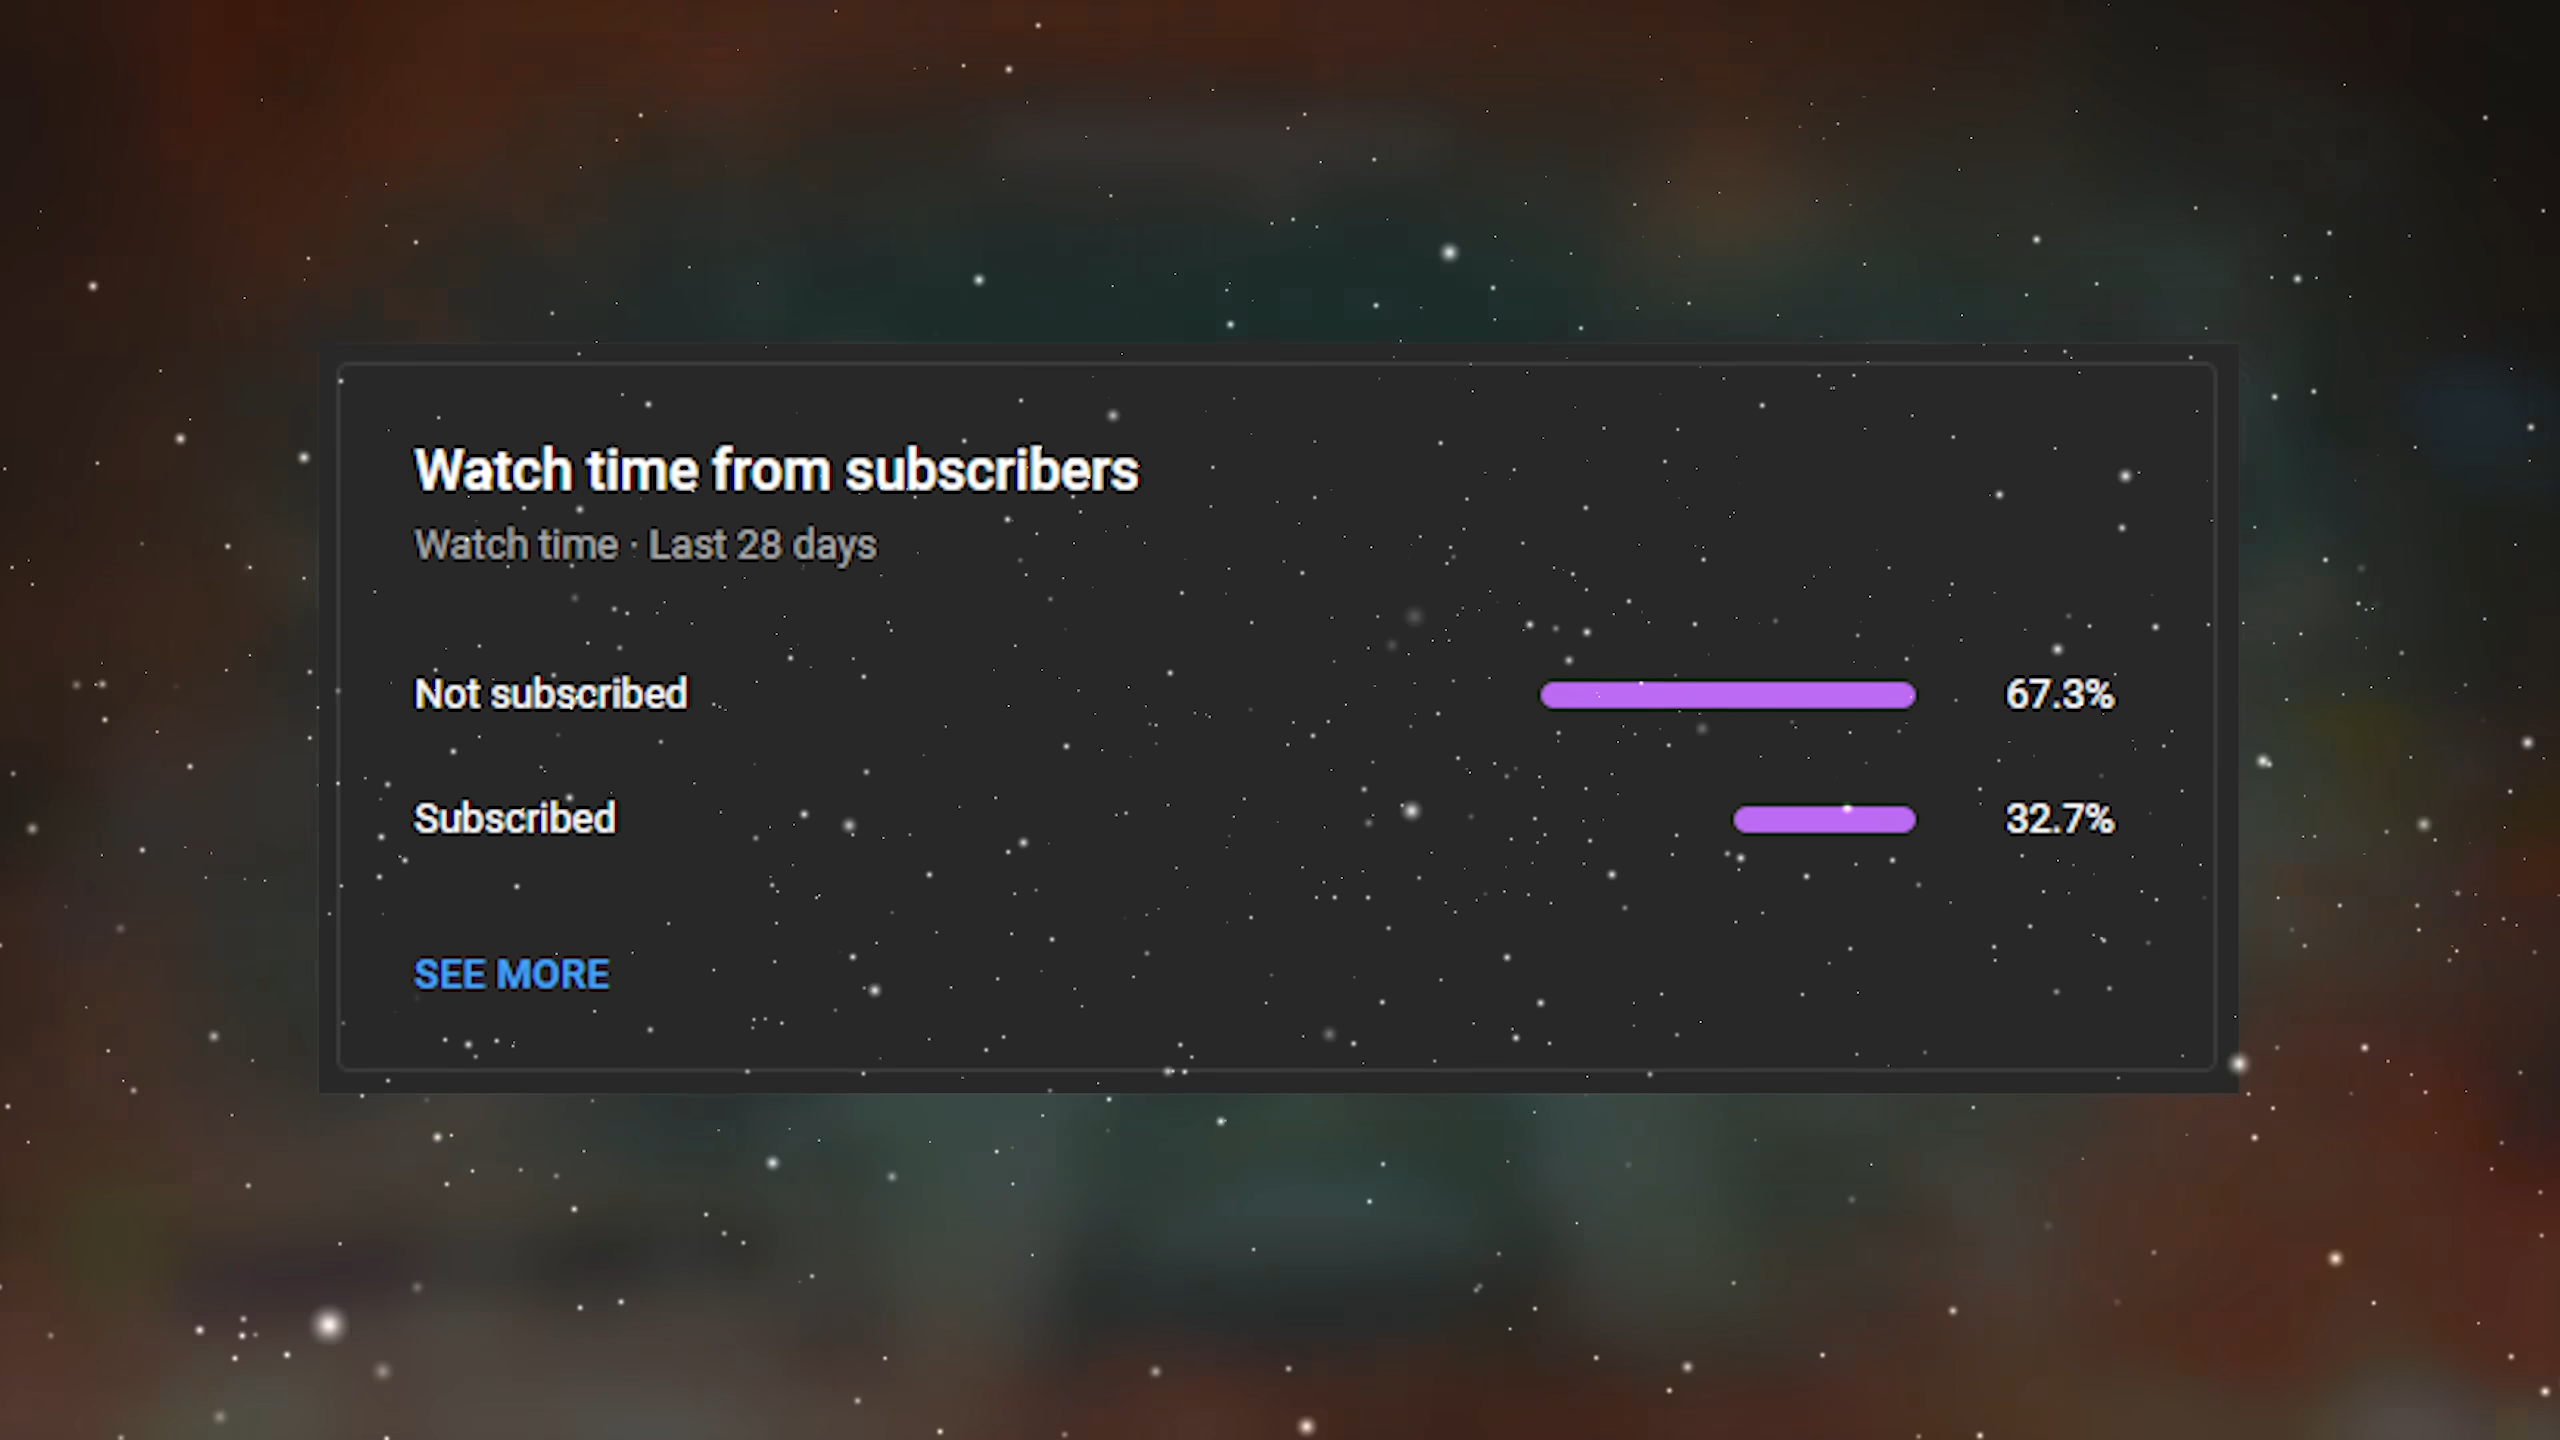 Watch time from subscribers
Watch time · Last 28 days
Not subscribed 67.3%
Subscribed 32.7%
SEE MORE